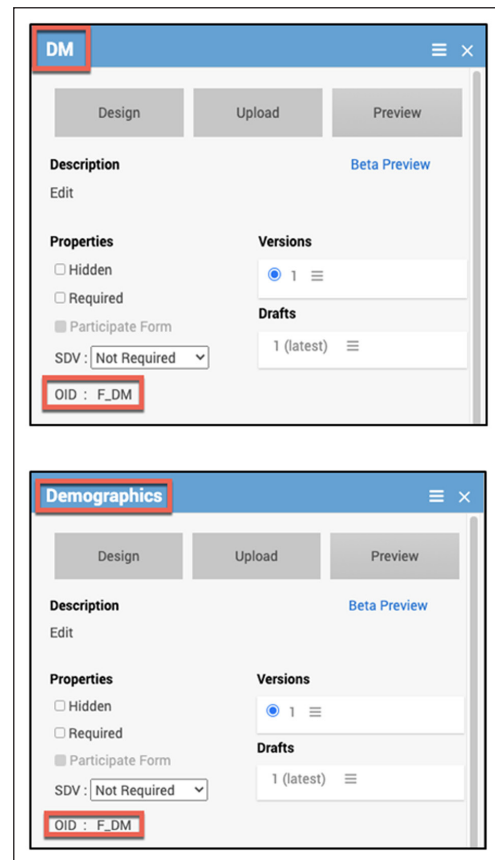 DM
Design Upload Preview
Description Beta Preview
Edit
Properties Versions
Hidden 1
Required Drafts
Participate Form 1 (latest)
SDV : Not Required
OID : F_DM
Demographics
Design Upload Preview
Description Beta Preview
Edit
Properties Versions
Hidden 1
Required Drafts
Participate Form 1 (latest)
SDV : Not Required
OID : F_DM